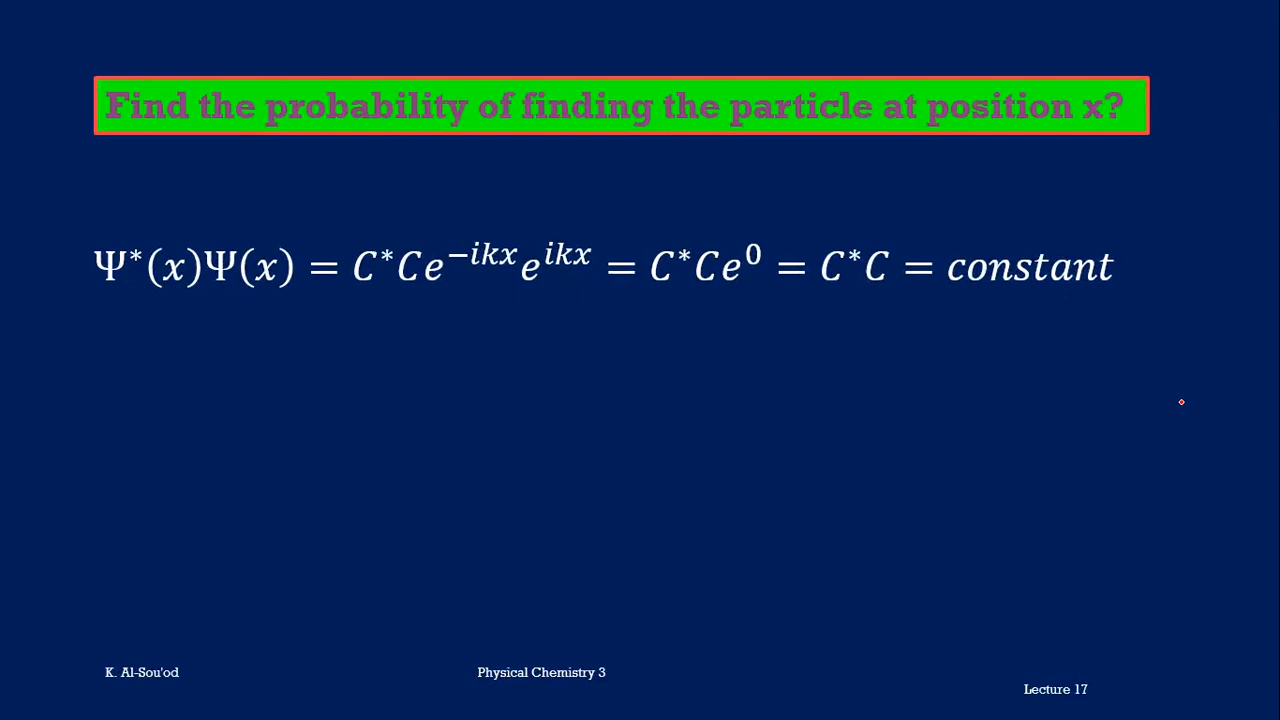 Find the probability of finding the particle at position x?
Ψ*(x)Ψ(x) = C*Ce^{-ikx}e^{ikx} = C*Ce^{0} = C*C = constant
K. Al-Sou'od
Physical Chemistry 3
Lecture 17